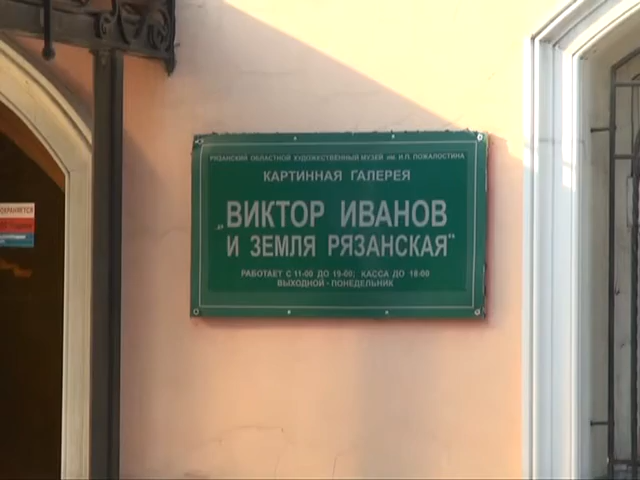 РЯЗАНСКИЙ ОБЛАСТНОЙ ХУДОЖЕСТВЕННЫЙ МУЗЕЙ им. И.П. ПОЖАЛОСТИНА
КАРТИННАЯ ГАЛЕРЕЯ
„ВИКТОР ИВАНОВ
И ЗЕМЛЯ РЯЗАНСКАЯ“
РАБОТАЕТ С 11-00 ДО 19-00; КАССА ДО 18-00
ВЫХОДНОЙ - ПОНЕДЕЛЬНИК